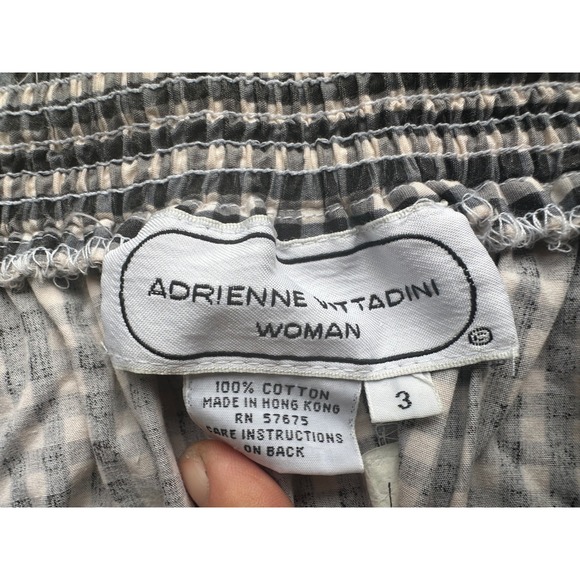 ADRIENNE VITTADINI
WOMAN
®
100% COTTON
MADE IN HONG KONG
RN 57675
CARE INSTRUCTIONS
ON BACK
3